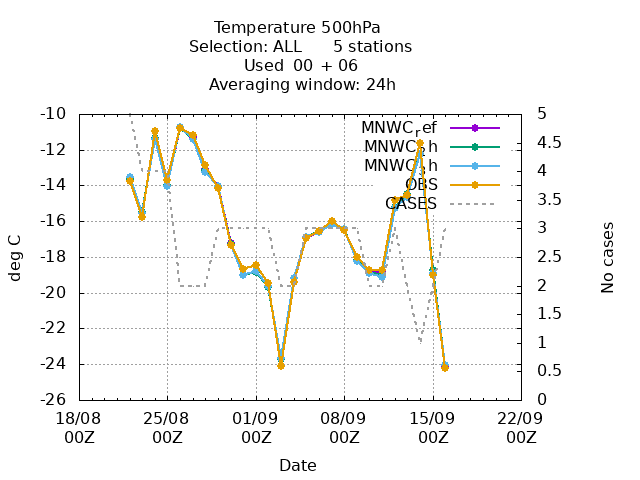 Temperature 500hPa
Selection: ALL 5 stations
Used 00 + 06
Averaging window: 24h
-10 5
MNWC_ref
-12 4.5
MNWC h
MNWC h
-14 4
OBS
-16 3.5
CASES
-18 3
-20 2.5
-22 2
-24 1.5
-26 1
0.5
0
deg C
No cases
18/08 25/08 01/09 08/09 15/09 22/09
00Z 00Z 00Z 00Z 00Z 00Z
Date